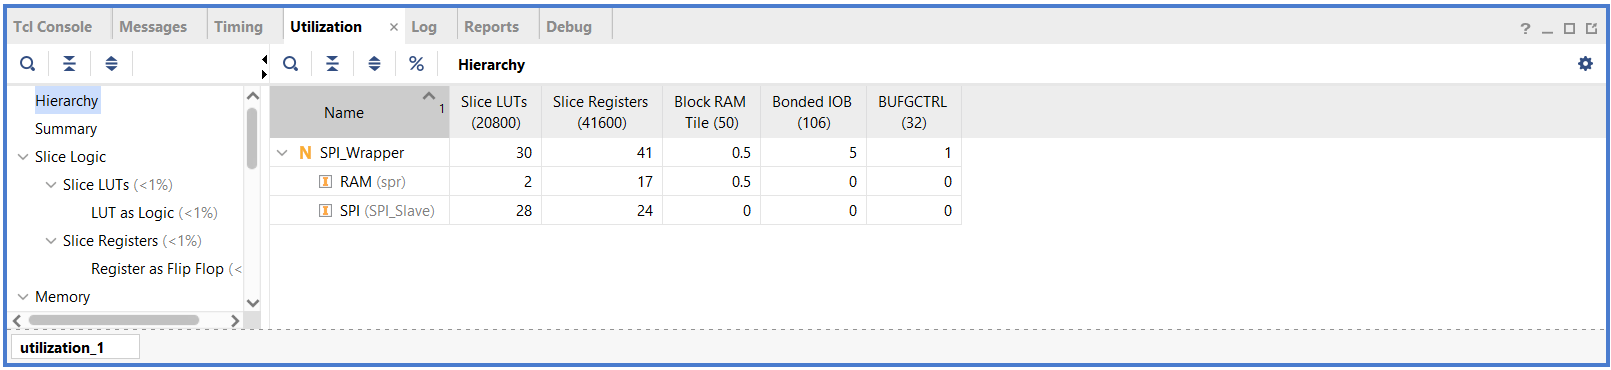 Tcl Console Messages Timing Utilization × Log Reports Debug ? 
% Hierarchy
Hierarchy
Summary
Slice Logic
Slice LUTs (<1%)
LUT as Logic (<1%)
Slice Registers (<1%)
Register as Flip Flop (<
Memory
Name 1 Slice LUTs (20800) Slice Registers (41600) Block RAM Tile (50) Bonded IOB (106) BUFGCTRL (32)
N SPI_Wrapper 30 41 0.5 5 1
I RAM (spr) 2 17 0.5 0 0
I SPI (SPI_Slave) 28 24 0 0 0
utilization_1